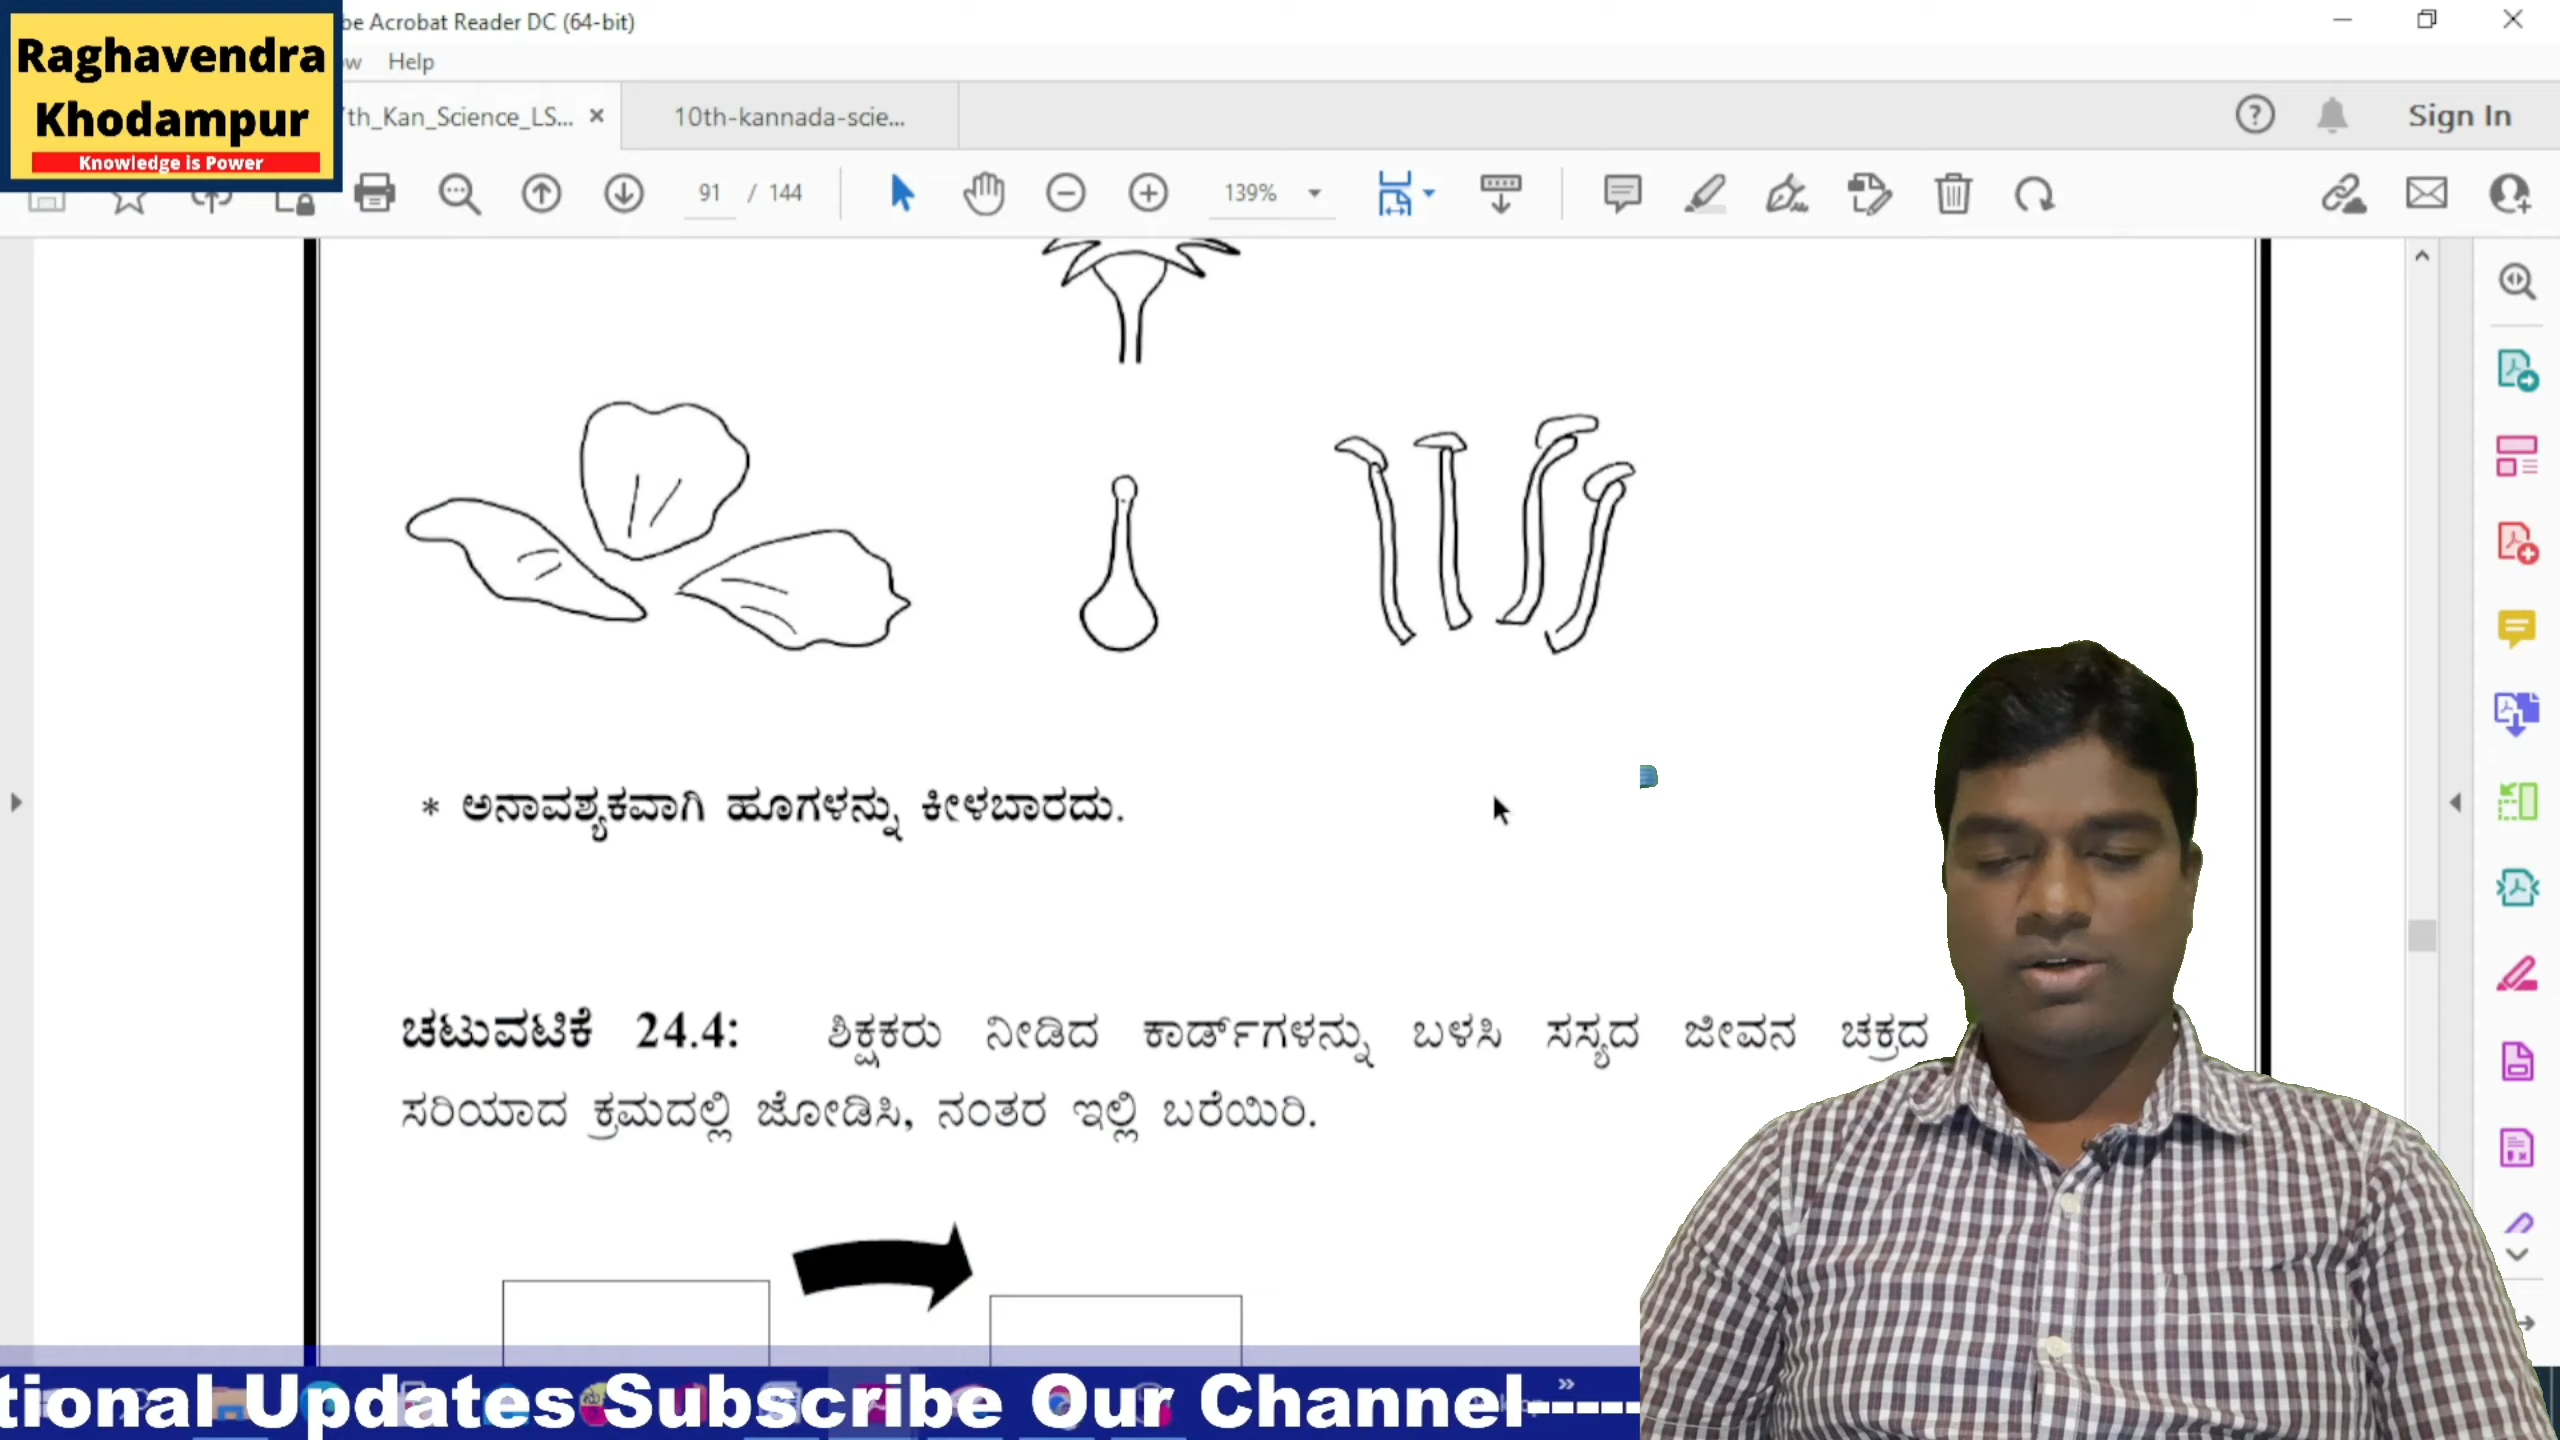 Raghavendra
Khodampur
Knowledge is Power
be Acrobat Reader DC (64-bit)
ow Help
7th_Kan_Science_LS... ×
10th-kannada-scie...
Sign In
91 / 144
139%
* ಅನಾವಶ್ಯಕವಾಗಿ ಹೂಗಳನ್ನು ಕೀಳಬಾರದು.
ಚಟುವಟಿಕೆ 24.4: ಶಿಕ್ಷಕರು ನೀಡಿದ ಕಾರ್ಡ್‌ಗಳನ್ನು ಬಳಸಿ ಸಸ್ಯದ ಜೀವನ ಚಕ್ರದ
ಸರಿಯಾದ ಕ್ರಮದಲ್ಲಿ ಜೋಡಿಸಿ, ನಂತರ ಇಲ್ಲಿ ಬರೆಯಿರಿ.
tional Updates Subscribe Our Channel-----